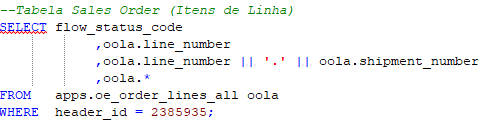 --Tabela Sales Order (Itens de Linha)
SELECT flow_status_code
,oola.line_number
,oola.line_number || '.' || oola.shipment_number
,oola.*
FROM apps.oe_order_lines_all oola
WHERE header_id = 2385935;